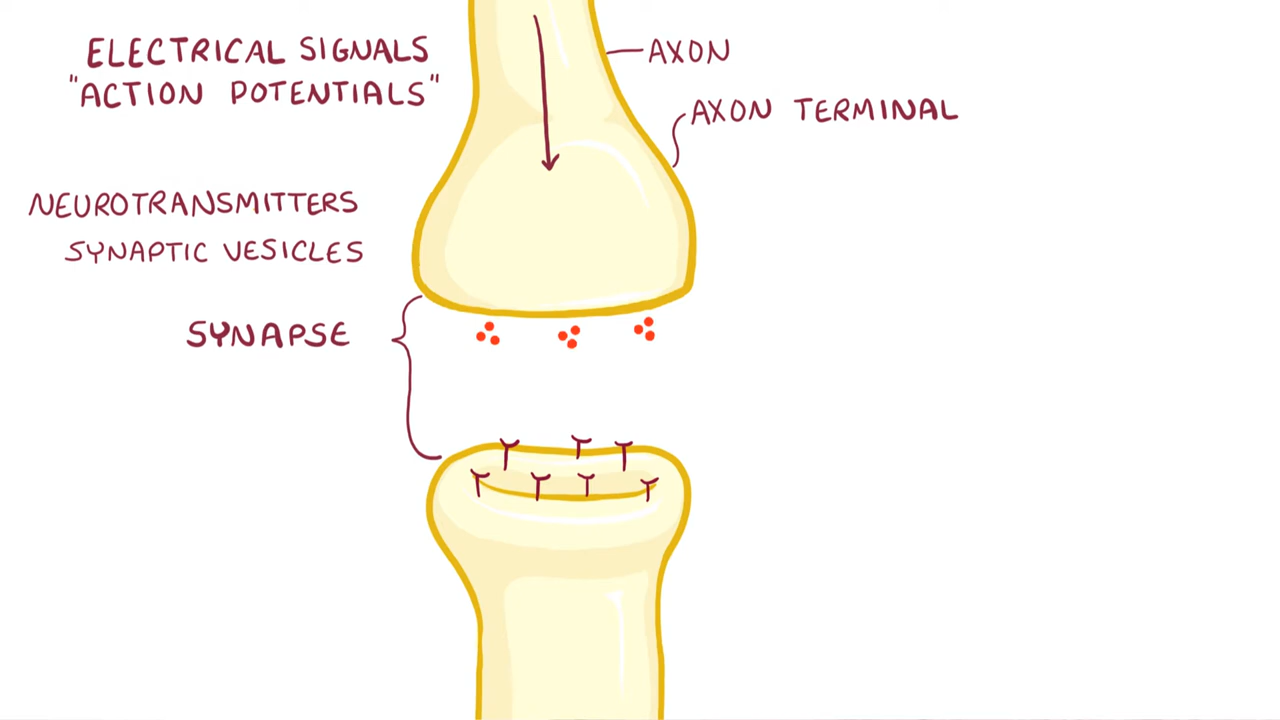 ELECTRICAL SIGNALS
"ACTION POTENTIALS"
AXON
AXON TERMINAL
NEUROTRANSMITTERS
SYNAPTIC VESICLES
SYNAPSE